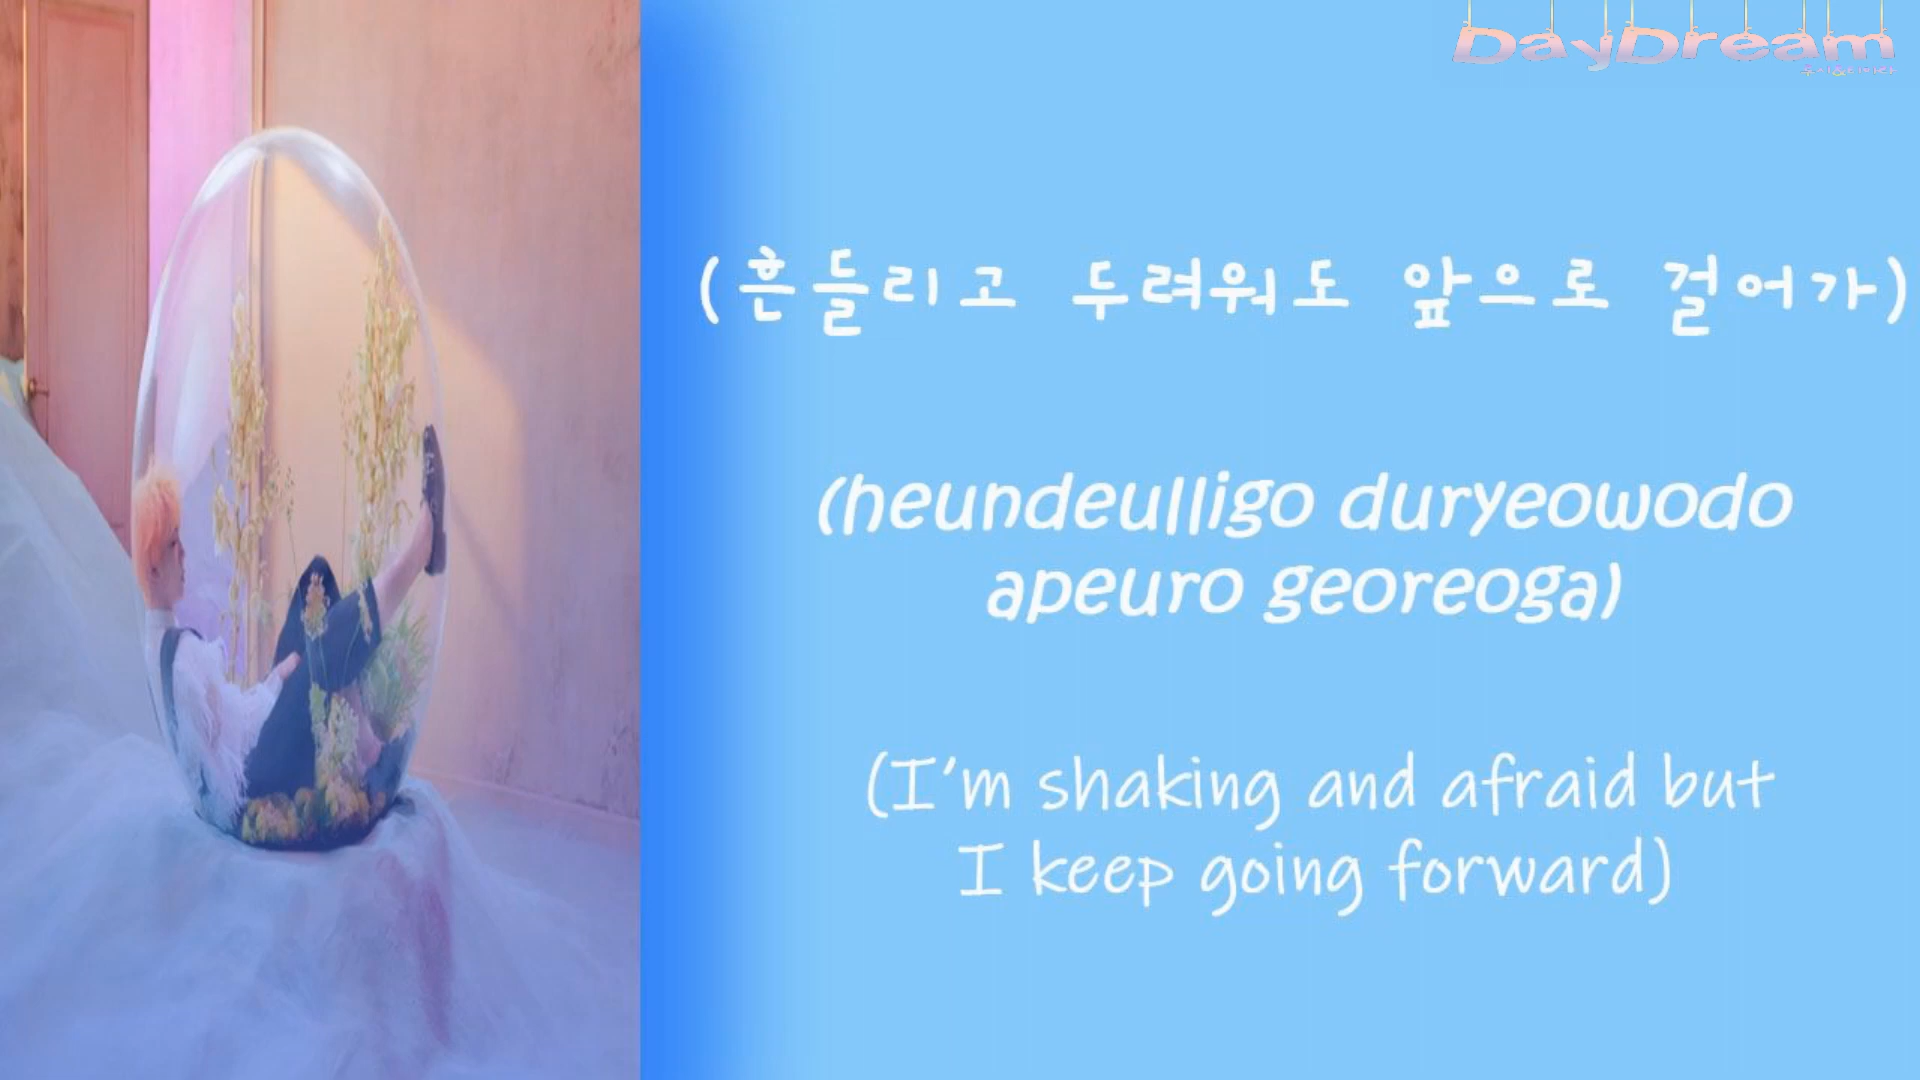 DayDream
(흔들리고 두려워도 앞으로 걸어가)
(heundeulligo duryeowodo
apeuro georeoga)
(I'm shaking and afraid but
I keep going forward)